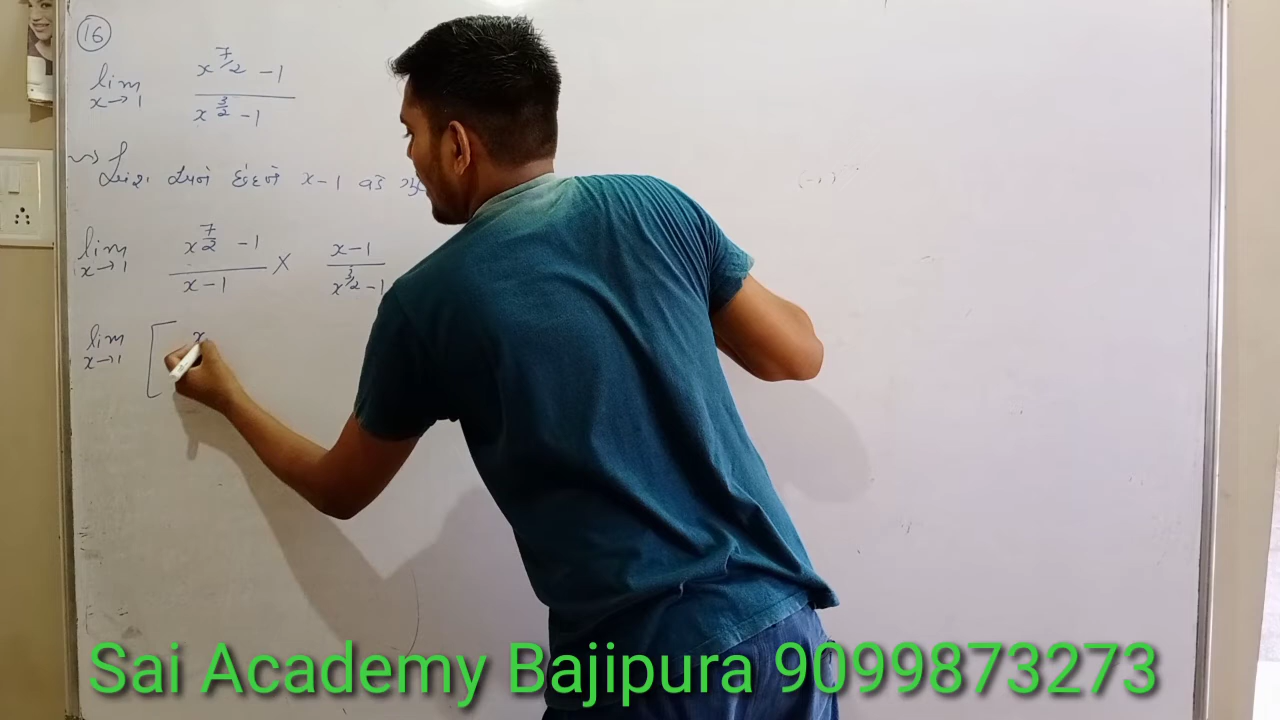 16
lim x→1 x^7/2 - 1 / x^3/2 - 1
અંશ અને છેદને x-1 વડે
lim x→1 x^7/2 - 1 / x-1 × x-1 / x^3/2 - 1
lim x→1 [ x
Sai Academy Bajipura 9099873273